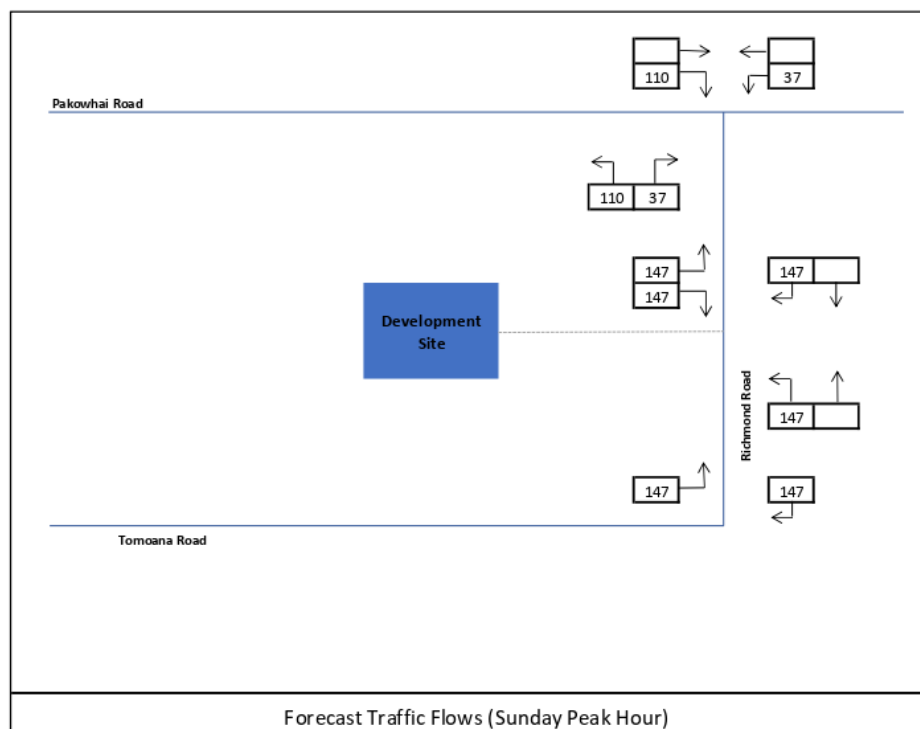 110
37
Pakowhai Road
110 37
147
147
147
Development
Site
Richmond Road
147
147
147
Tomoana Road
Forecast Traffic Flows (Sunday Peak Hour)